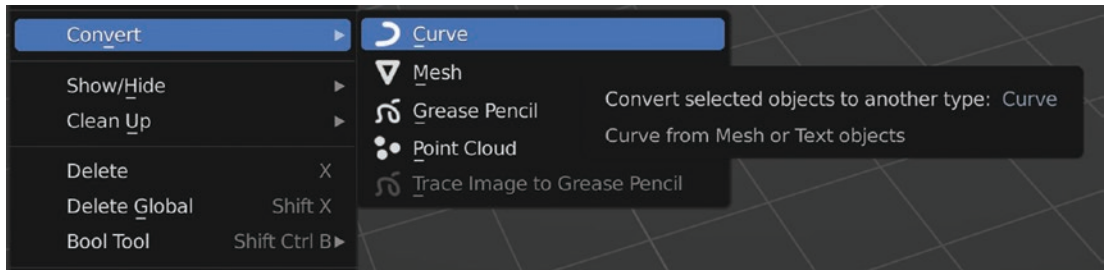 Convert
Show/Hide
Clean Up
Delete X
Delete Global Shift X
Bool Tool Shift Ctrl B
Curve
Mesh
Grease Pencil
Point Cloud
Trace Image to Grease Pencil
Convert selected objects to another type: Curve
Curve from Mesh or Text objects